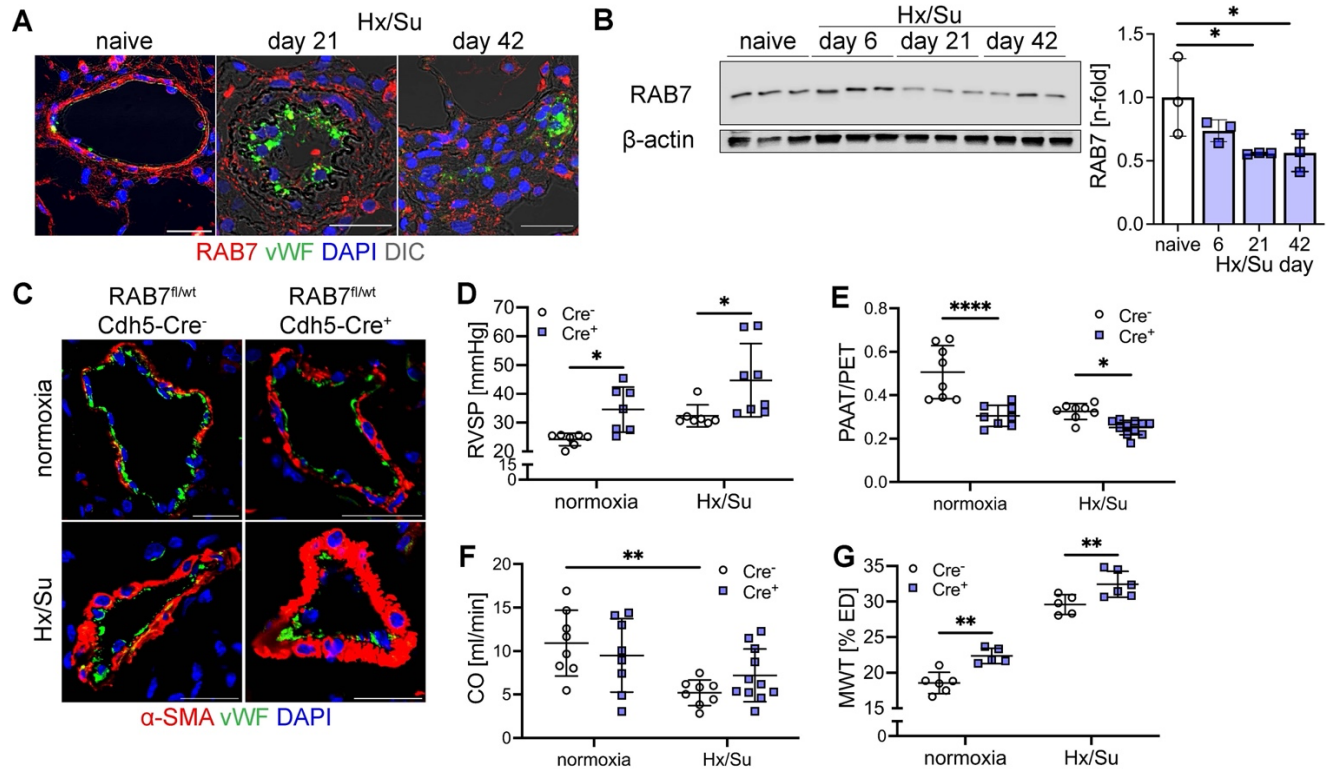 A
Hx/Su
naive day 21 day 42
RAB7 vWF DAPI DIC
B
Hx/Su
naive day 6 day 21 day 42
RAB7
β-actin
* 
*
RAB7 [n-fold]
1.5
1.0
0.5
0.0
naive 6 21 42
Hx/Su day
C
RAB7fl/wt RAB7fl/wt
Cdh5-Cre- Cdh5-Cre+
normoxia
Hx/Su
α-SMA vWF DAPI
D
RVSP [mmHg]
70
60
50
40
30
20
15
0
Cre-
Cre+
*
*
normoxia Hx/Su
E
PAAT/PET
0.8
0.6
0.4
0.2
0.0
****
*
Cre-
Cre+
normoxia Hx/Su
F
CO [ml/min]
20
15
10
5
0
**
Cre-
Cre+
normoxia Hx/Su
G
MWT [% ED]
35
30
25
20
15
0
Cre-
Cre+
**
**
normoxia Hx/Su